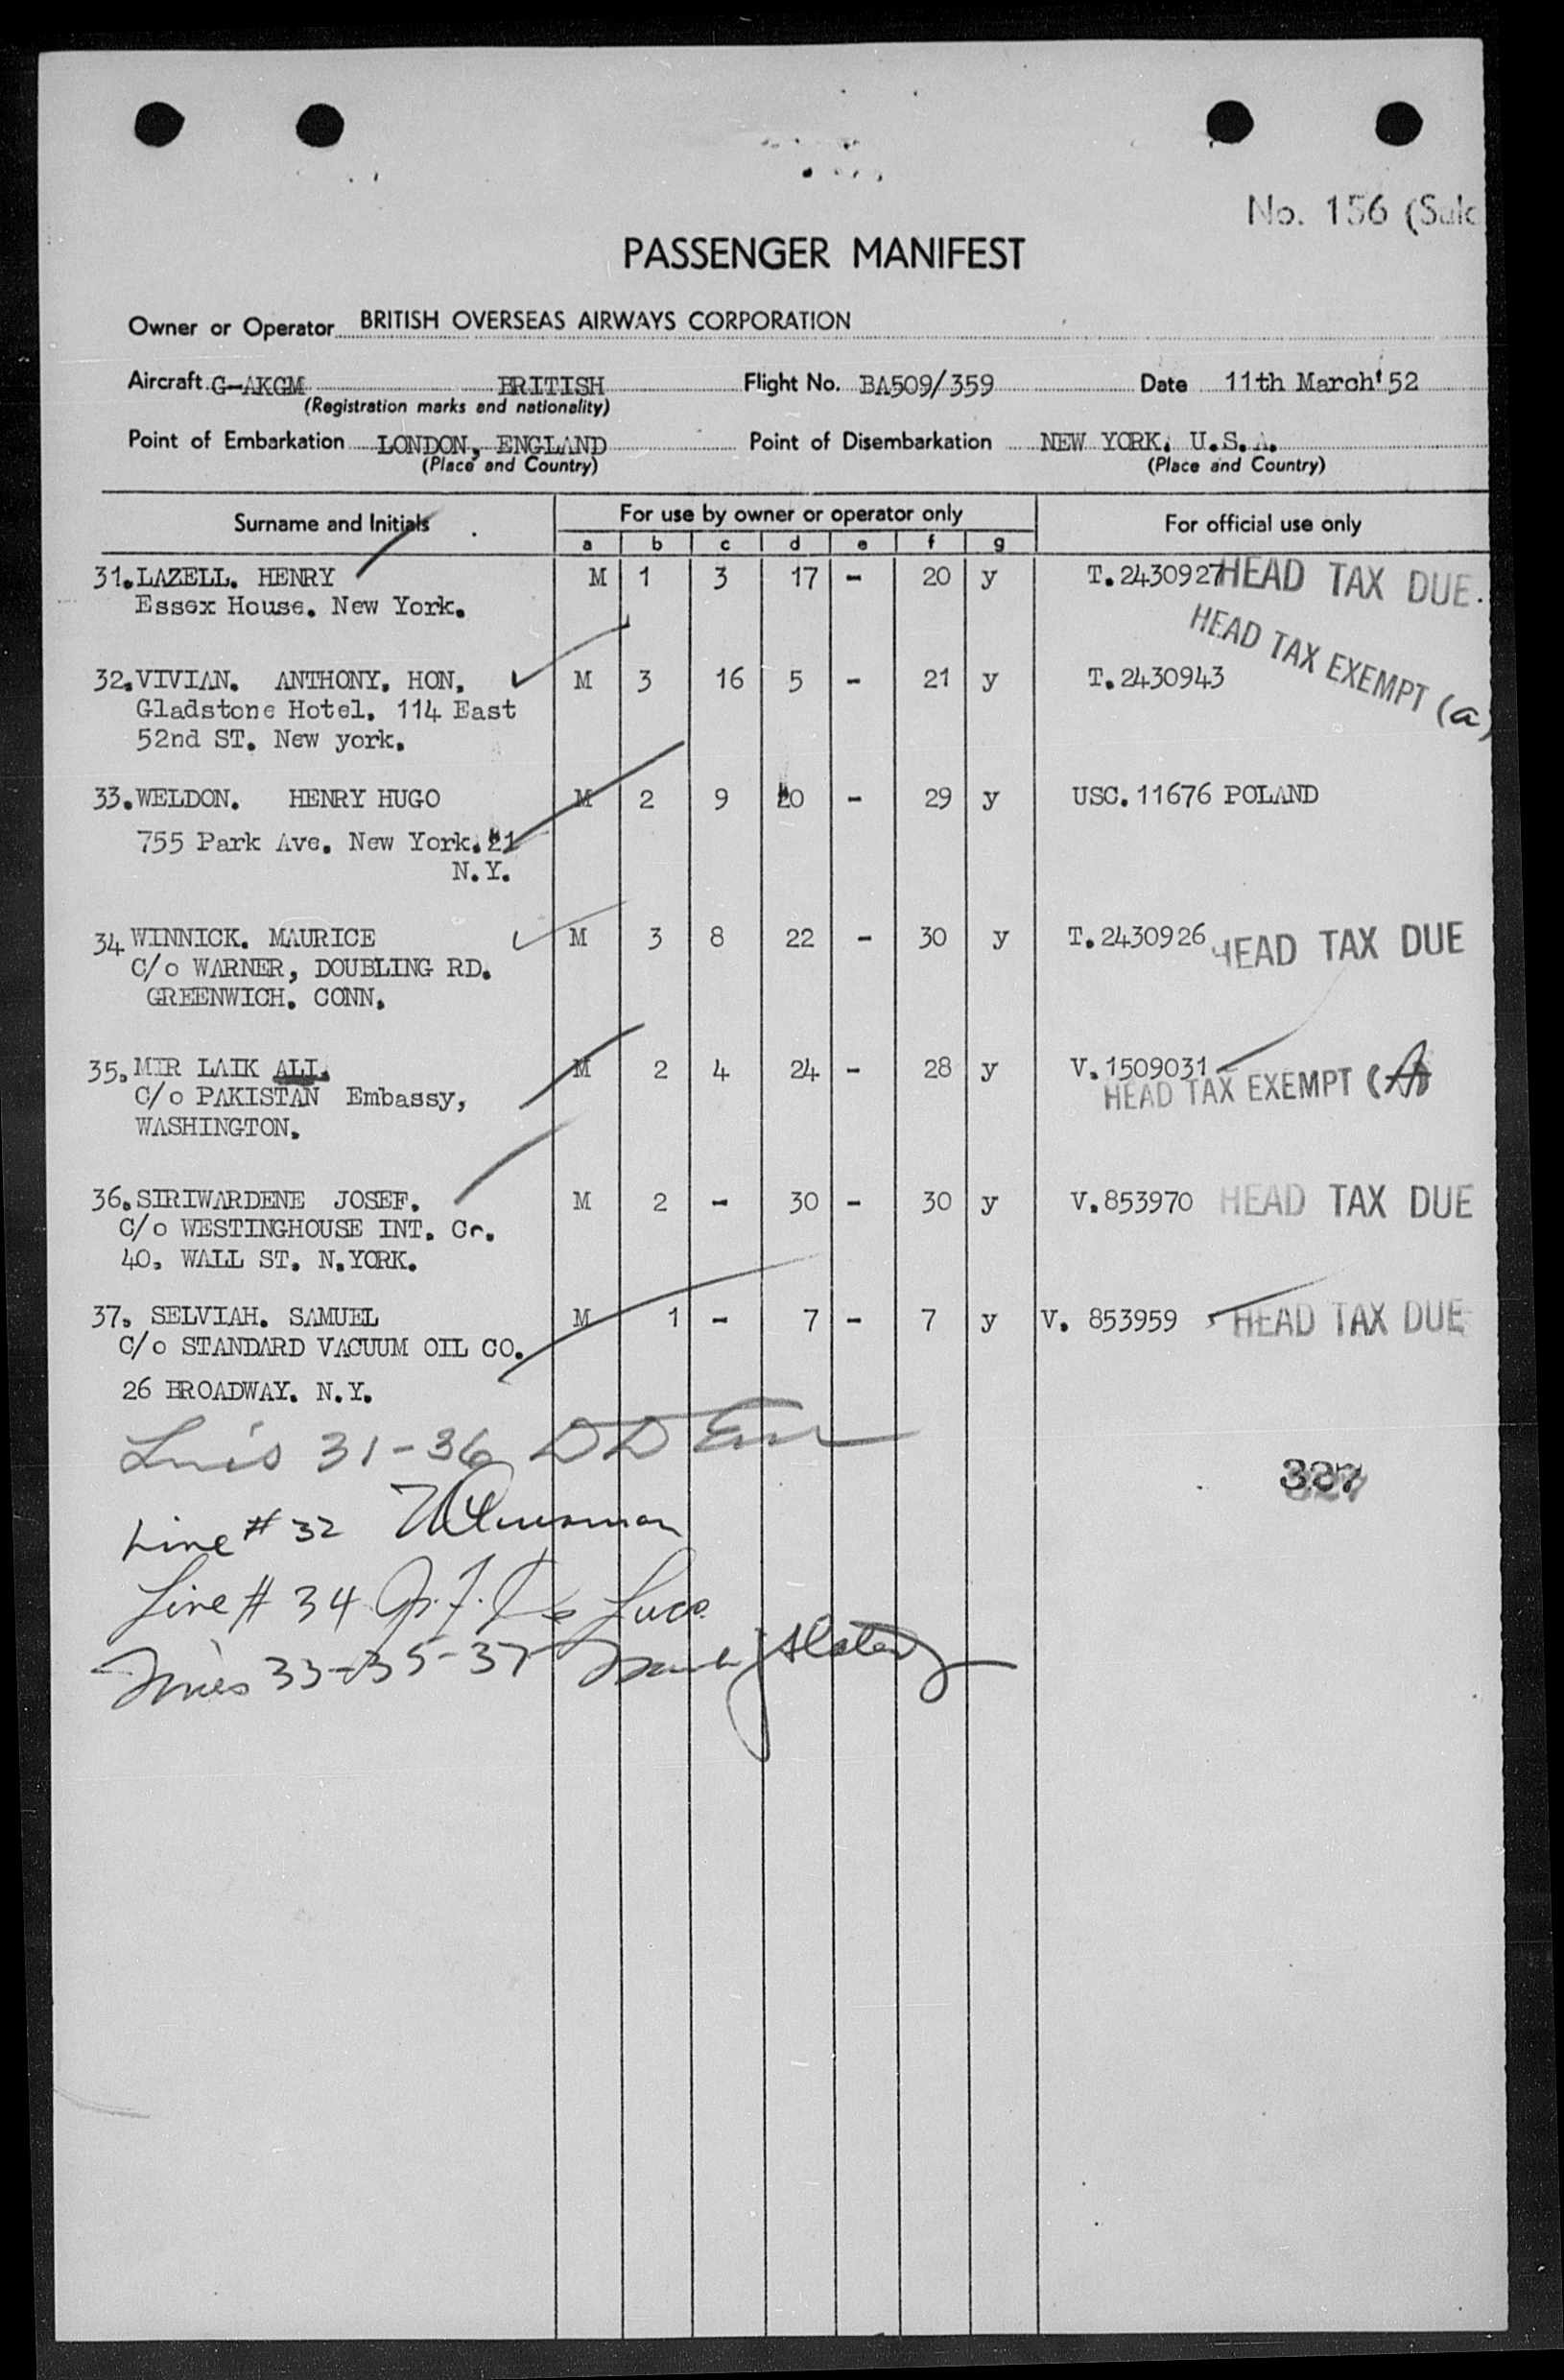 No. 156 (Sale
PASSENGER MANIFEST
Owner or Operator BRITISH OVERSEAS AIRWAYS CORPORATION
Aircraft G-AKGM BRITISH Flight No. BA509/359 Date 11th March'52
(Registration marks and nationality)
Point of Embarkation LONDON, ENGLAND Point of Disembarkation NEW YORK. U.S.A.
(Place and Country) (Place and Country)
Surname and Initials For use by owner or operator only For official use only
a b c d e f g
31. LAZELL. HENRY M 1 3 17 - 20 y T.2430927 HEAD TAX DUE.
Essex House. New York.
HEAD TAX EXEMPT (a)
32. VIVIAN. ANTHONY. HON. M 3 16 5 - 21 y T.2430943
Gladstone Hotel. 114 East
52nd ST. New york.
33. WELDON. HENRY HUGO M 2 9 20 - 29 y USC.11676 POLAND
755 Park Ave. New York. 21
N.Y.
34 WINNICK. MAURICE M 3 8 22 - 30 y T.2430926 HEAD TAX DUE
C/o WARNER, DOUBLING RD.
GREENWICH. CONN.
35. MIR LAIK ALI. M 2 4 24 - 28 y V.1509031
C/o PAKISTAN Embassy, HEAD TAX EXEMPT (A)
WASHINGTON.
36. SIRIWARDENE JOSEF. M 2 - 30 - 30 y V.853970 HEAD TAX DUE
C/o WESTINGHOUSE INT. Cr.
40. WALL ST. N.YORK.
37. SELVIAH. SAMUEL M 1 - 7 - 7 y V. 853959 HEAD TAX DUE
C/o STANDARD VACUUM OIL CO.
26 BROADWAY. N.Y.
31-36
327
Line # 32
Line # 34
Lines 33-35-37